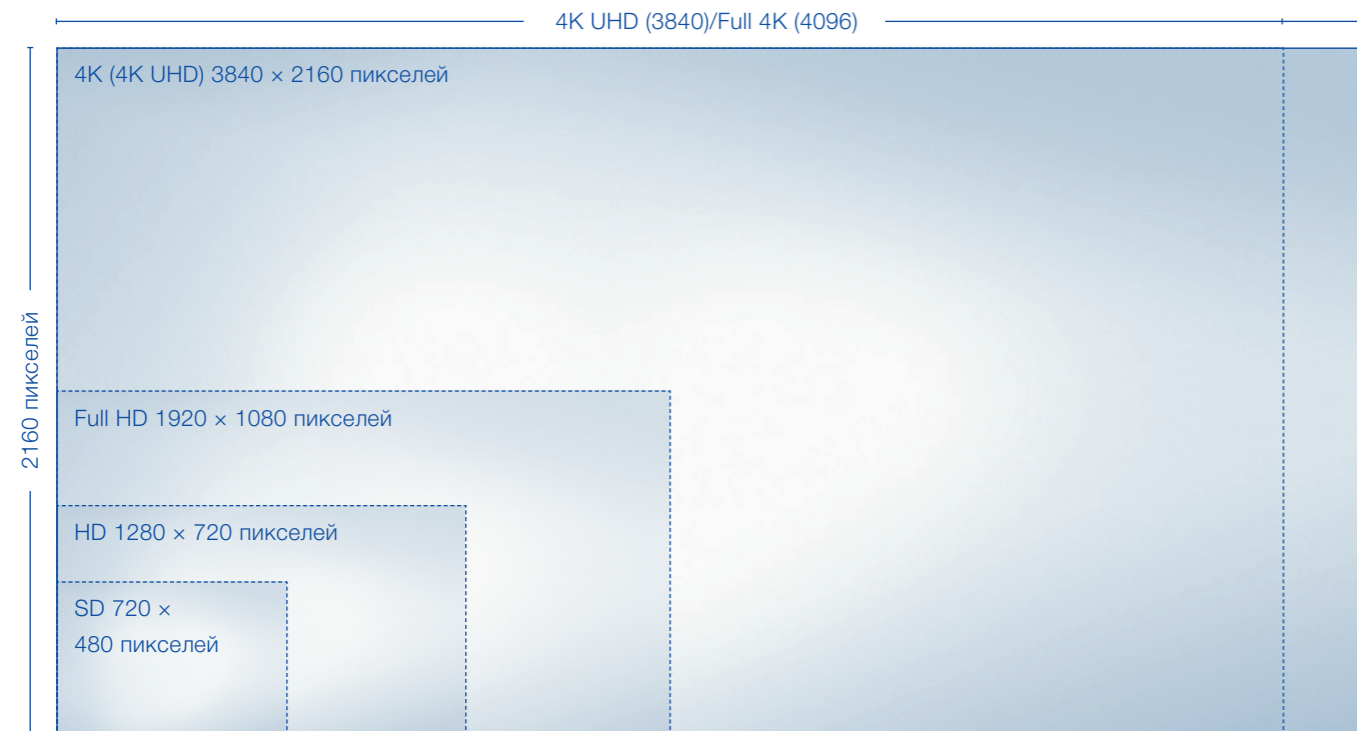 4K UHD (3840)/Full 4K (4096)
4K (4K UHD) 3840 × 2160 пикселей
2160 пикселей
Full HD 1920 × 1080 пикселей
HD 1280 × 720 пикселей
SD 720 ×
480 пикселей